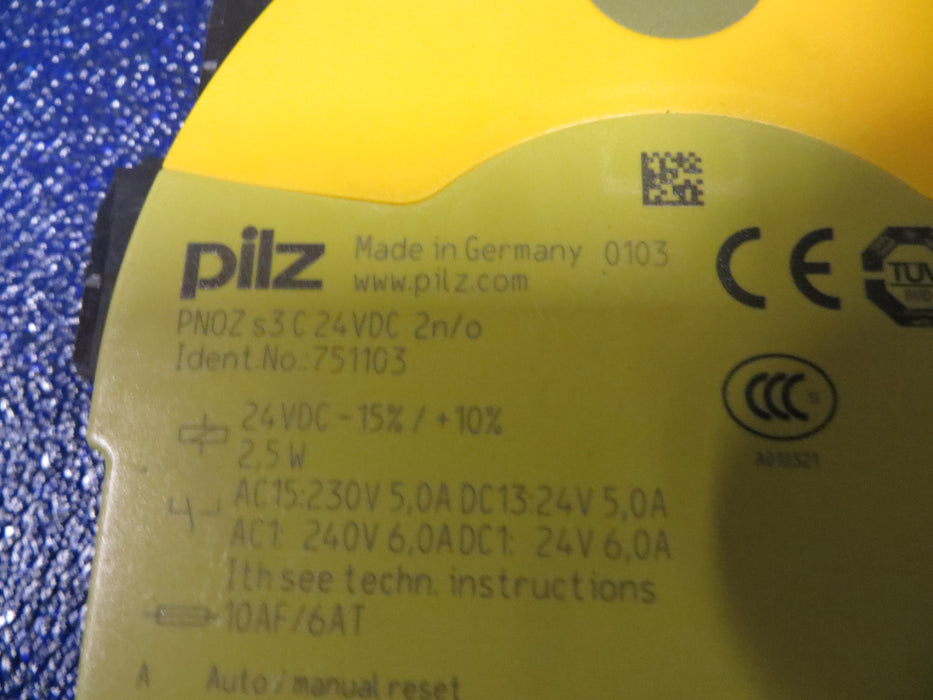 pilz Made in Germany 0103
www.pilz.com
CE
TÜV
PNOZ s3 C 24VDC 2n/o
Ident.No.:751103
CCC S
A018321
24VDC -15% / +10%
2,5W
AC15:230V 5,0A DC13:24V 5,0A
AC1: 240V 6,0A DC1: 24V 6,0A
Ith see techn. instructions
10AF/6AT
A Auto/manual reset